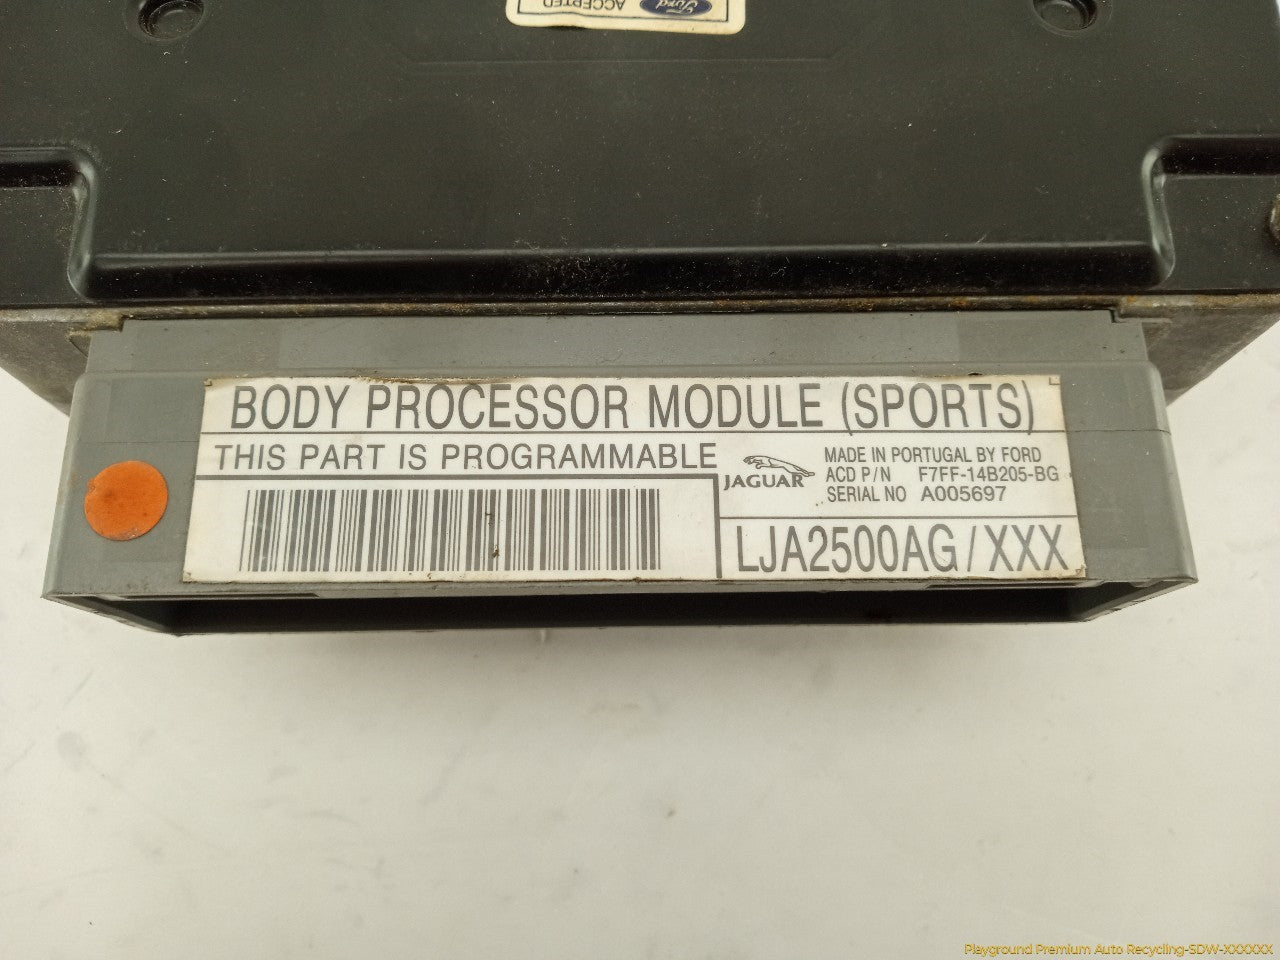 ACCEPTED
Ford
BODY PROCESSOR MODULE (SPORTS)
THIS PART IS PROGRAMMABLE
JAGUAR
MADE IN PORTUGAL BY FORD
ACD P/N F7FF-14B205-BG
SERIAL NO A005697
LJA2500AG/XXX
Playground Premium Auto Recycling-SDW-XXXXXX